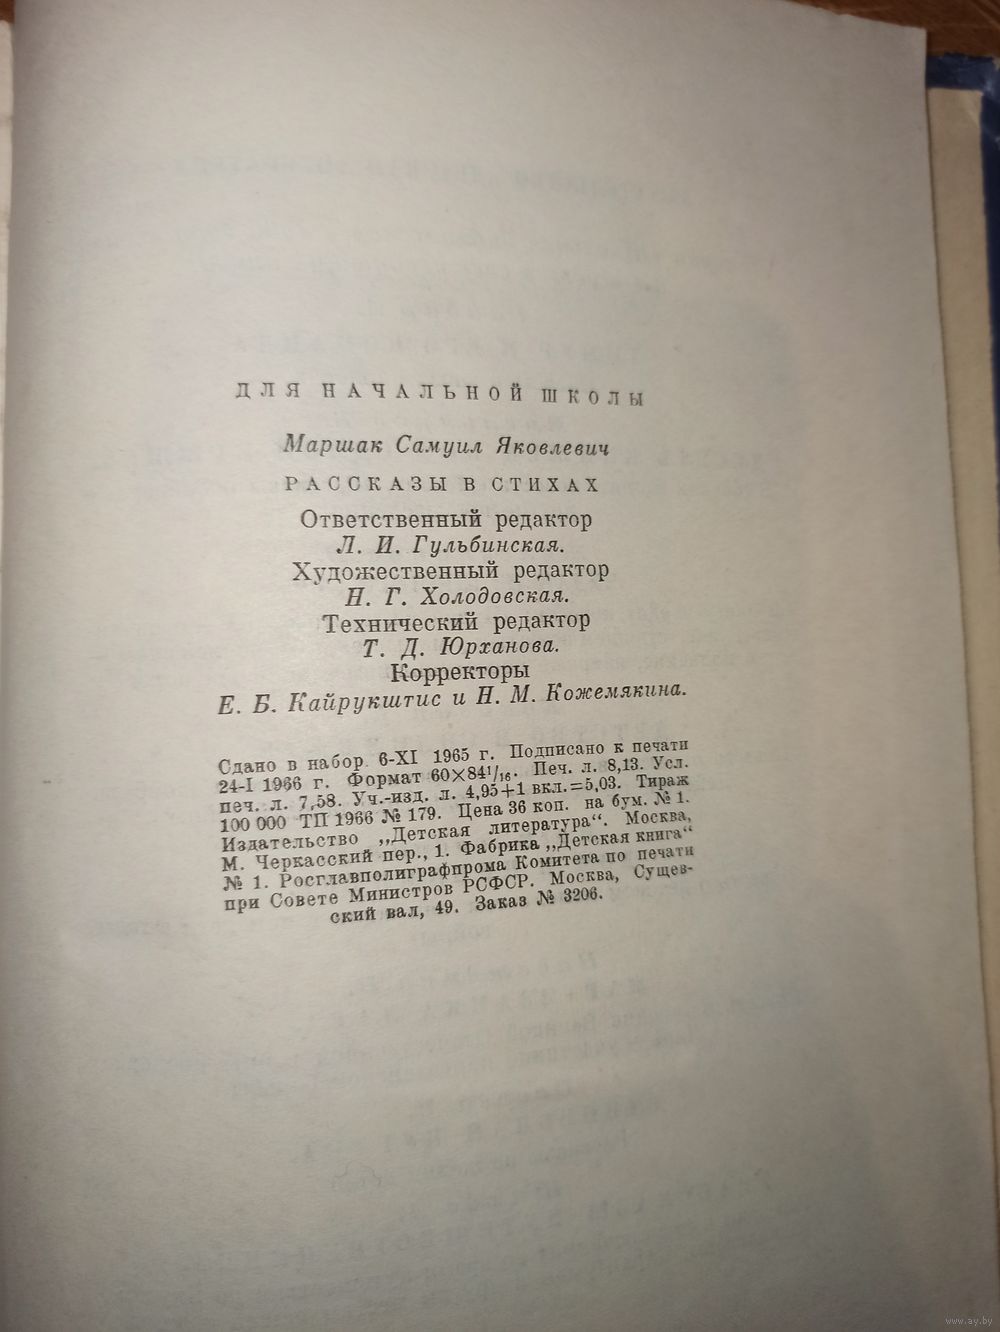 ДЛЯ НАЧАЛЬНОЙ ШКОЛЫ
Маршак Самуил Яковлевич
РАССКАЗЫ В СТИХАХ
Ответственный редактор
Л. И. Гульбинская.
Художественный редактор
Н. Г. Холодовская.
Технический редактор
Т. Д. Юрханова.
Корректоры
Е. Б. Кайрукштис и Н. М. Кожемякина.
Сдано в набор 6-XI 1965 г. Подписано к печати
24-I 1966 г. Формат 60×84¹/₁₆. Печ. л. 8,13. Усл.
печ. л. 7,58. Уч.-изд. л. 4,95+1 вкл.=5,03. Тираж
100 000 ТП 1966 № 179. Цена 36 коп. на бум. № 1.
Издательство „Детская литература“. Москва,
М. Черкасский пер., 1. Фабрика „Детская книга“
№ 1. Росглавполиграфпрома Комитета по печати
при Совете Министров РСФСР. Москва, Сущев-
ский вал, 49. Заказ № 3206.
www.ay.by